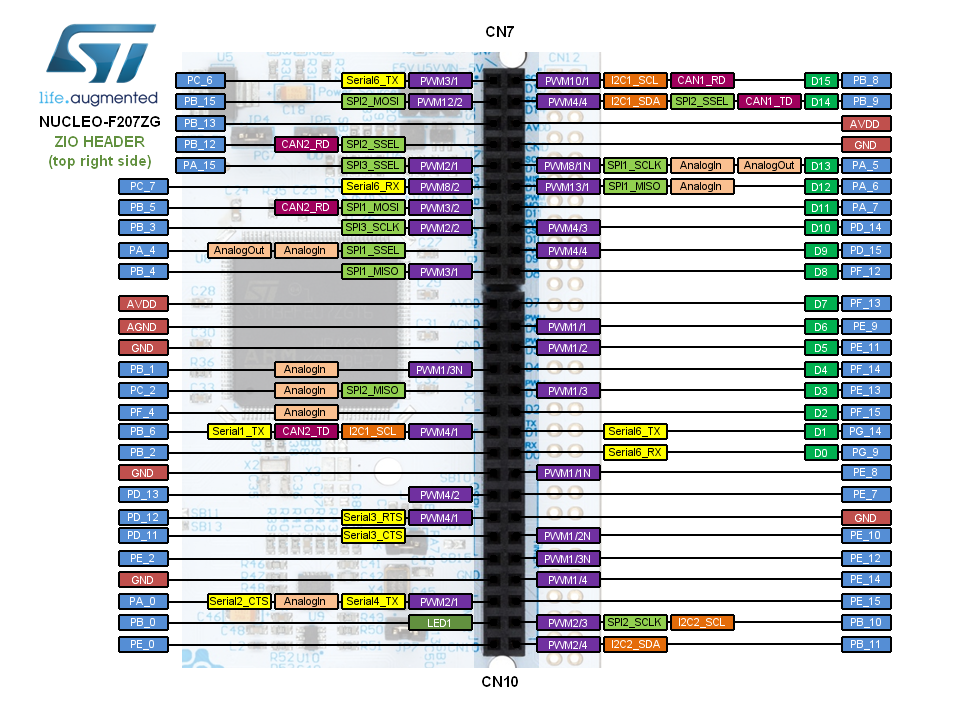 CN7
ST
life.augmented
NUCLEO-F207ZG
ZIO HEADER
(top right side)
PC_6 Serial6_TX PWM3/1 PWM10/1 I2C1_SCL CAN1_RD D15 PB_8
PB_15 SPI2_MOSI PWM12/2 PWM4/4 I2C1_SDA SPI2_SSEL CAN1_TD D14 PB_9
PB_13 AVDD
PB_12 CAN2_RD SPI2_SSEL GND
PA_15 SPI3_SSEL PWM2/1 PWM8/1N SPI1_SCLK AnalogIn AnalogOut D13 PA_5
PC_7 Serial6_RX PWM8/2 PWM13/1 SPI1_MISO AnalogIn D12 PA_6
PB_5 CAN2_RD SPI1_MOSI PWM3/2 D11 PA_7
PB_3 SPI3_SCLK PWM2/2 PWM4/3 D10 PD_14
PA_4 AnalogOut AnalogIn SPI1_SSEL PWM4/4 D9 PD_15
PB_4 SPI1_MISO PWM3/1 D8 PF_12
AVDD D7 PF_13
AGND PWM1/1 D6 PE_9
GND PWM1/2 D5 PE_11
PB_1 AnalogIn PWM1/3N D4 PF_14
PC_2 AnalogIn SPI2_MISO PWM1/3 D3 PE_13
PF_4 AnalogIn D2 PF_15
PB_6 Serial1_TX CAN2_TD I2C1_SCL PWM4/1 Serial6_TX D1 PG_14
PB_2 Serial6_RX D0 PG_9
GND PWM1/1N PE_8
PD_13 PWM4/2 PE_7
PD_12 Serial3_RTS PWM4/1 GND
PD_11 Serial3_CTS PWM1/2N PE_10
PE_2 PWM1/3N PE_12
GND PWM1/4 PE_14
PA_0 Serial2_CTS AnalogIn Serial4_TX PWM2/1 PE_15
PB_0 LED1 PWM2/3 SPI2_SCLK I2C2_SCL PB_10
PE_0 PWM2/4 I2C2_SDA PB_11
CN10